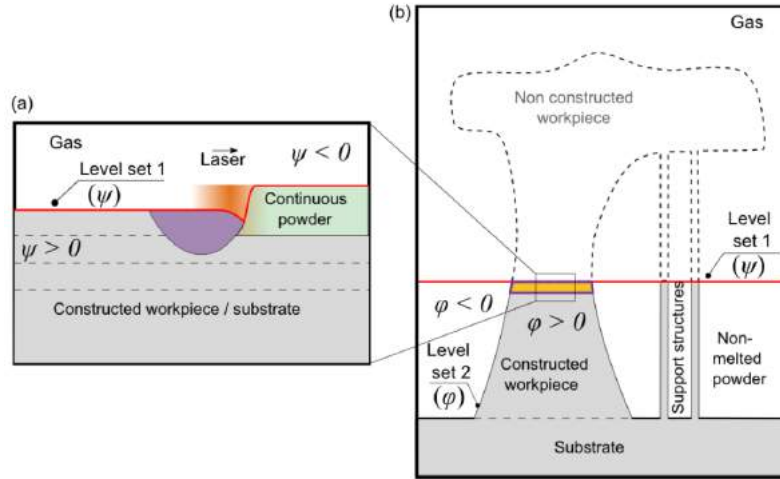 (a)
Gas
Laser
ψ < 0
Level set 1
(ψ)
Continuous
powder
ψ > 0
Constructed workpiece / substrate
(b)
Gas
Non constructed
workpiece
Level
set 1
(ψ)
φ < 0
φ > 0
Level
set 2
(φ)
Constructed
workpiece
Support structures
Non-
melted
powder
Substrate